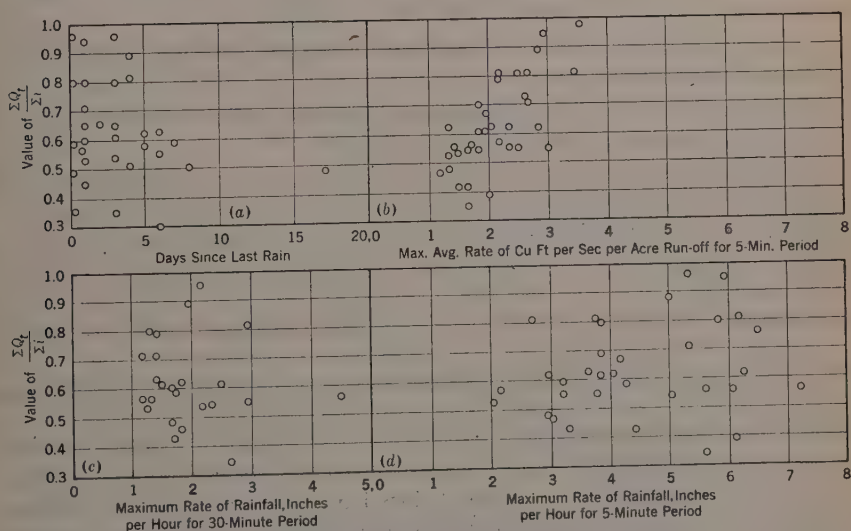 Value of ΣQt/Σi
1.0
0.9
0.8
0.7
0.6
0.5
0.4
0.3
(a)
(b)
0 5 10 15 20,0 1 2 3 4 5 6 7 8
Days Since Last Rain
Max. Avg. Rate of Cu Ft per Sec per Acre Run-off for 5-Min. Period
Value of ΣQt/Σi
1.0
0.9
0.8
0.7
0.6
0.5
0.4
0.3
(c)
(d)
0 1 2 3 4 5,0 1 2 3 4 5 6 7 8
Maximum Rate of Rainfall, Inches
per Hour for 30-Minute Period
Maximum Rate of Rainfall, Inches
per Hour for 5-Minute Period